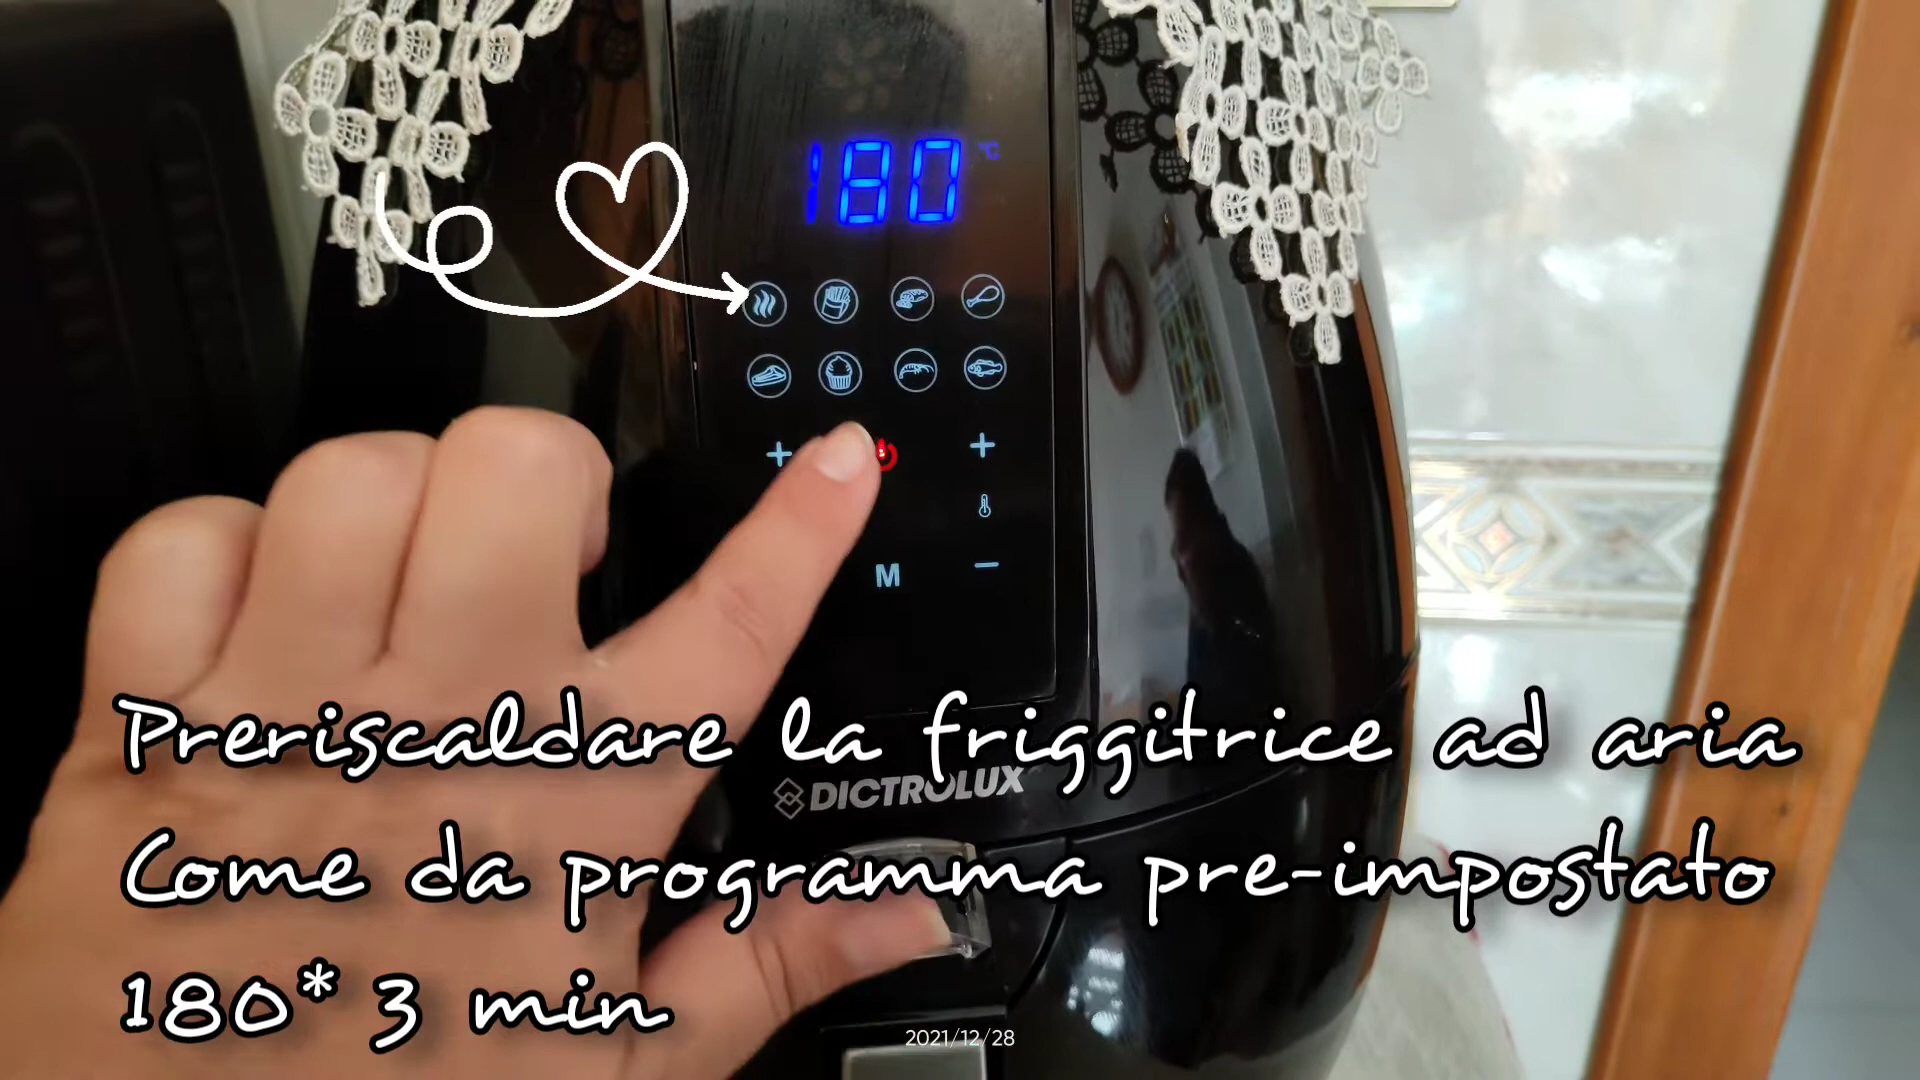 180 °C
M
DICTROLUX
Preriscaldare la friggitrice ad aria
Come da programma pre-impostato
180* 3 min
2021/12/28